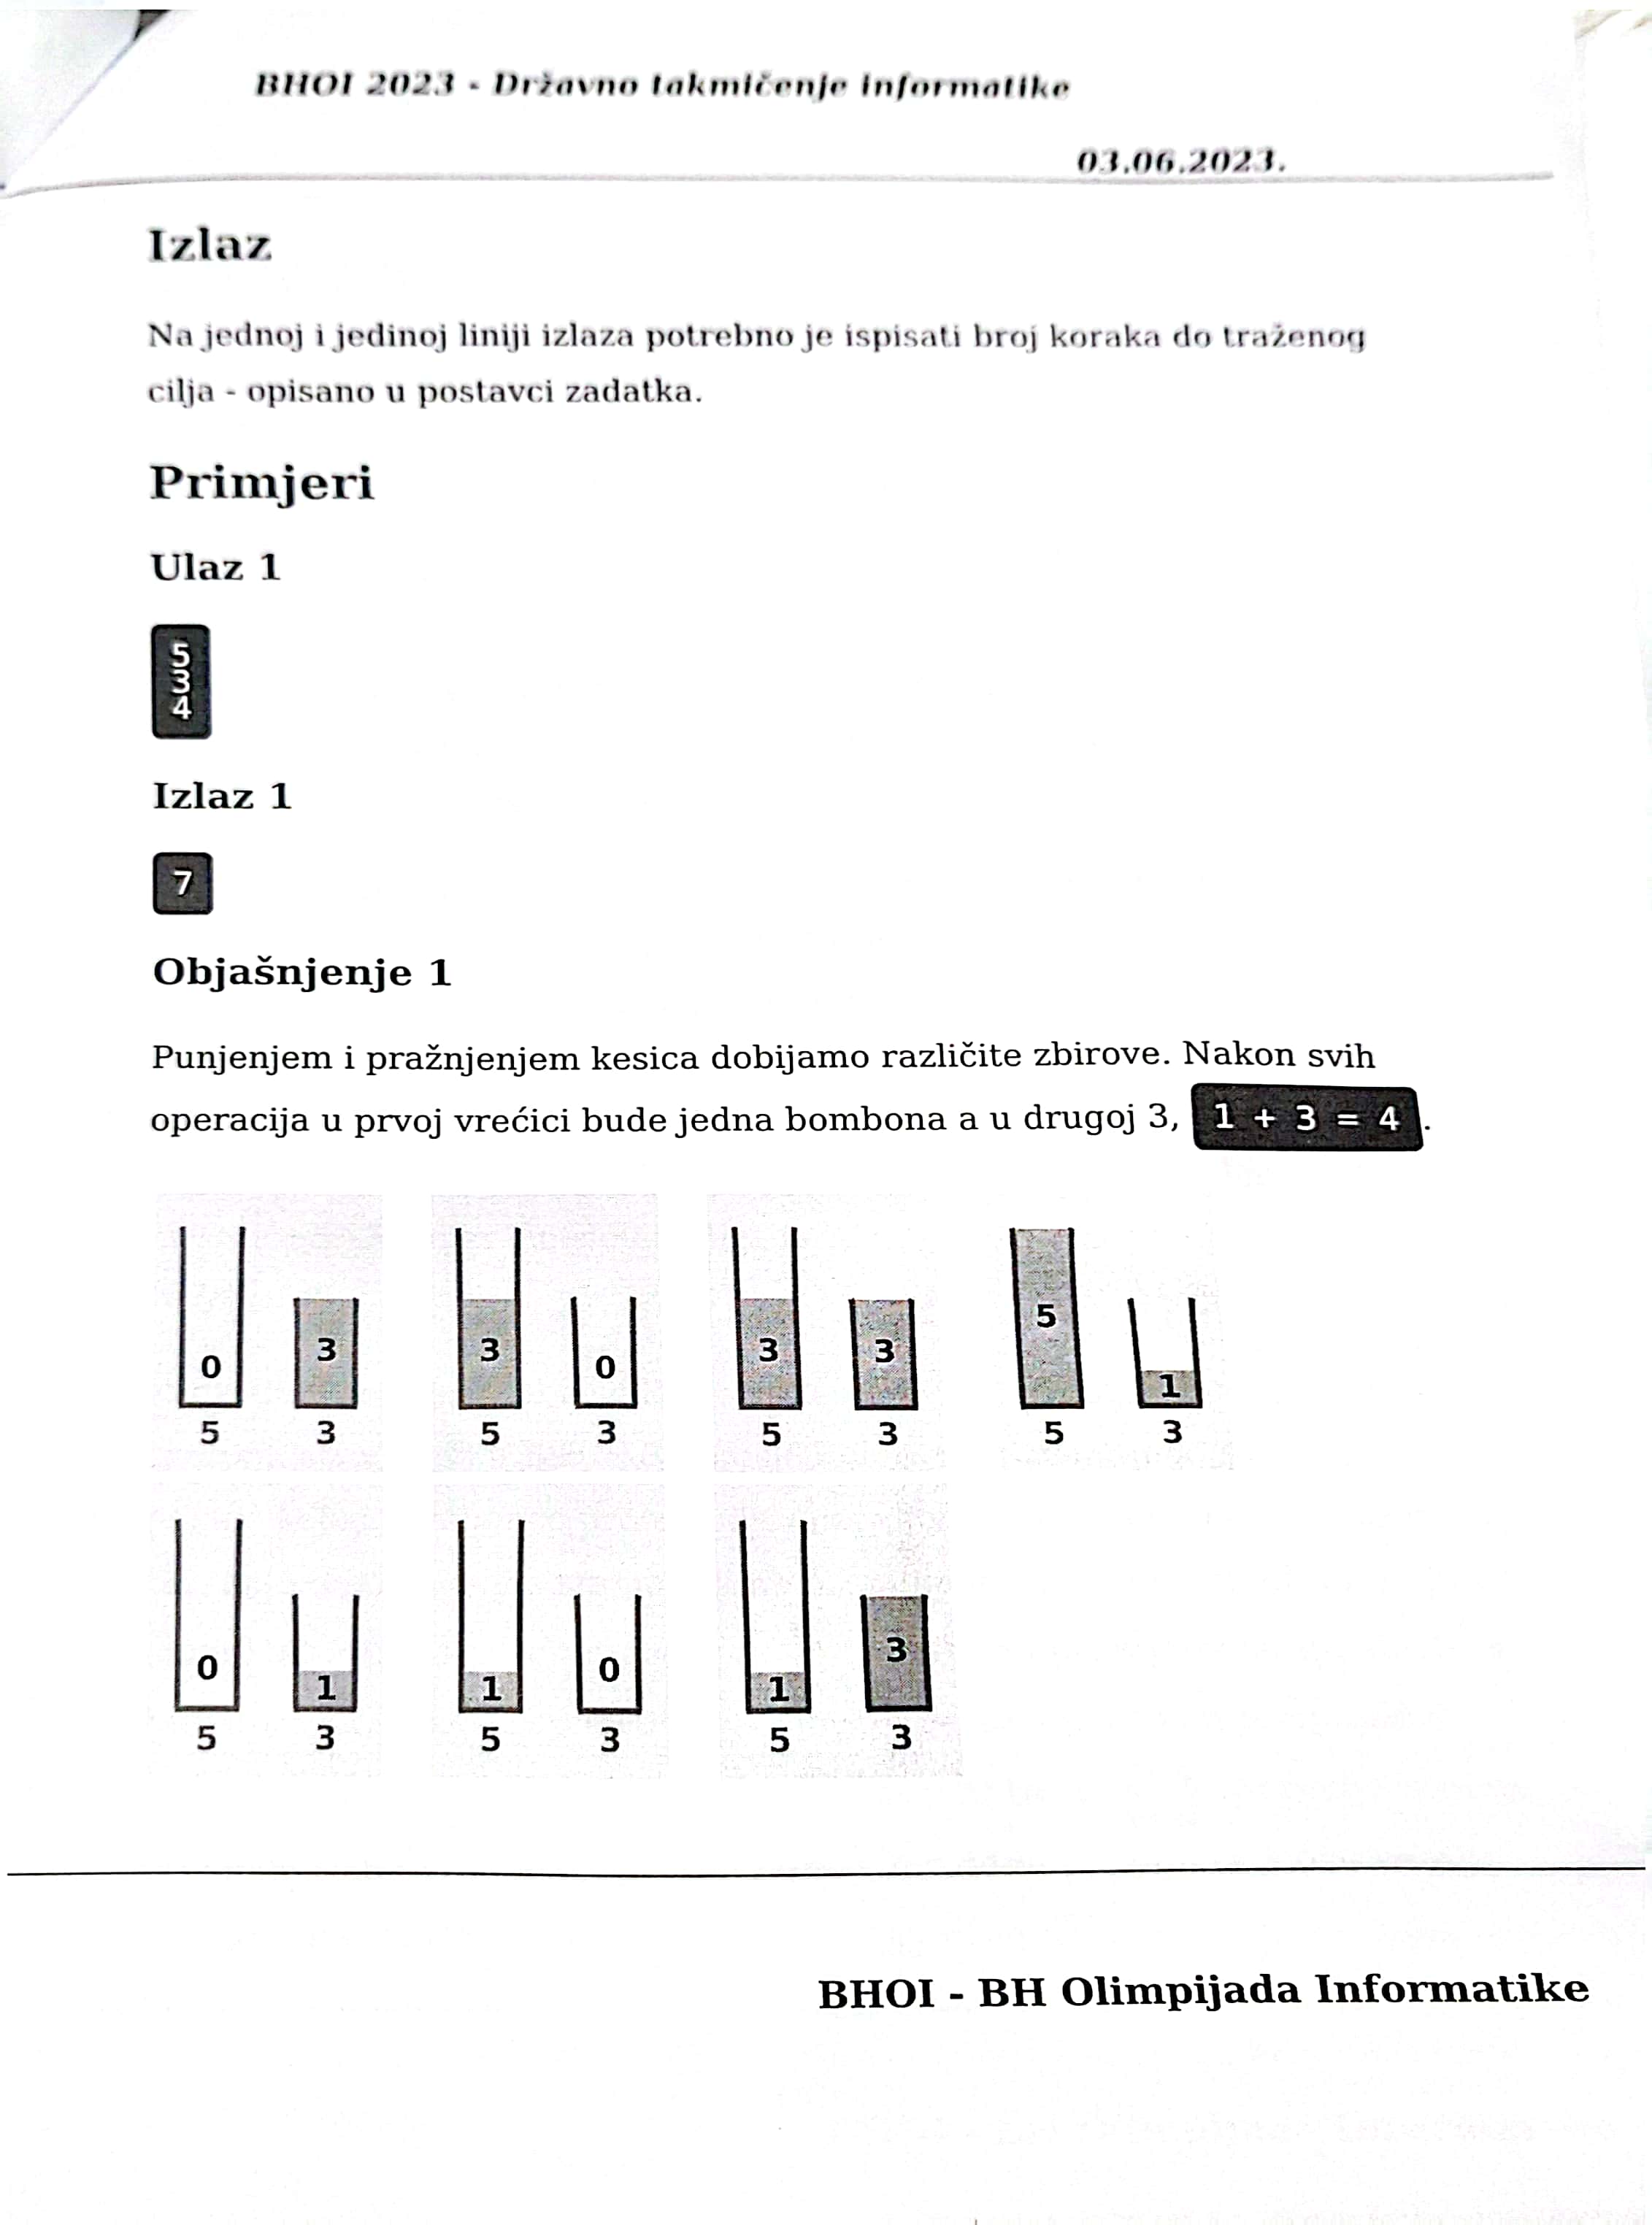 BHOI 2023 - Državno takmičenje informatike
03.06.2023.
Izlaz
Na jednoj i jedinoj liniji izlaza potrebno je ispisati broj koraka do traženog
cilja - opisano u postavci zadatka.
Primjeri
Ulaz 1
5
3
4
Izlaz 1
7
Objašnjenje 1
Punjenjem i pražnjenjem kesica dobijamo različite zbirove. Nakon svih
operacija u prvoj vrećici bude jedna bombona a u drugoj 3, 1 + 3 = 4 .
0 3 3 0 3 3 5 1
5 3 5 3 5 3 5 3
0 1 1 0 1 3
5 3 5 3 5 3
BHOI - BH Olimpijada Informatike